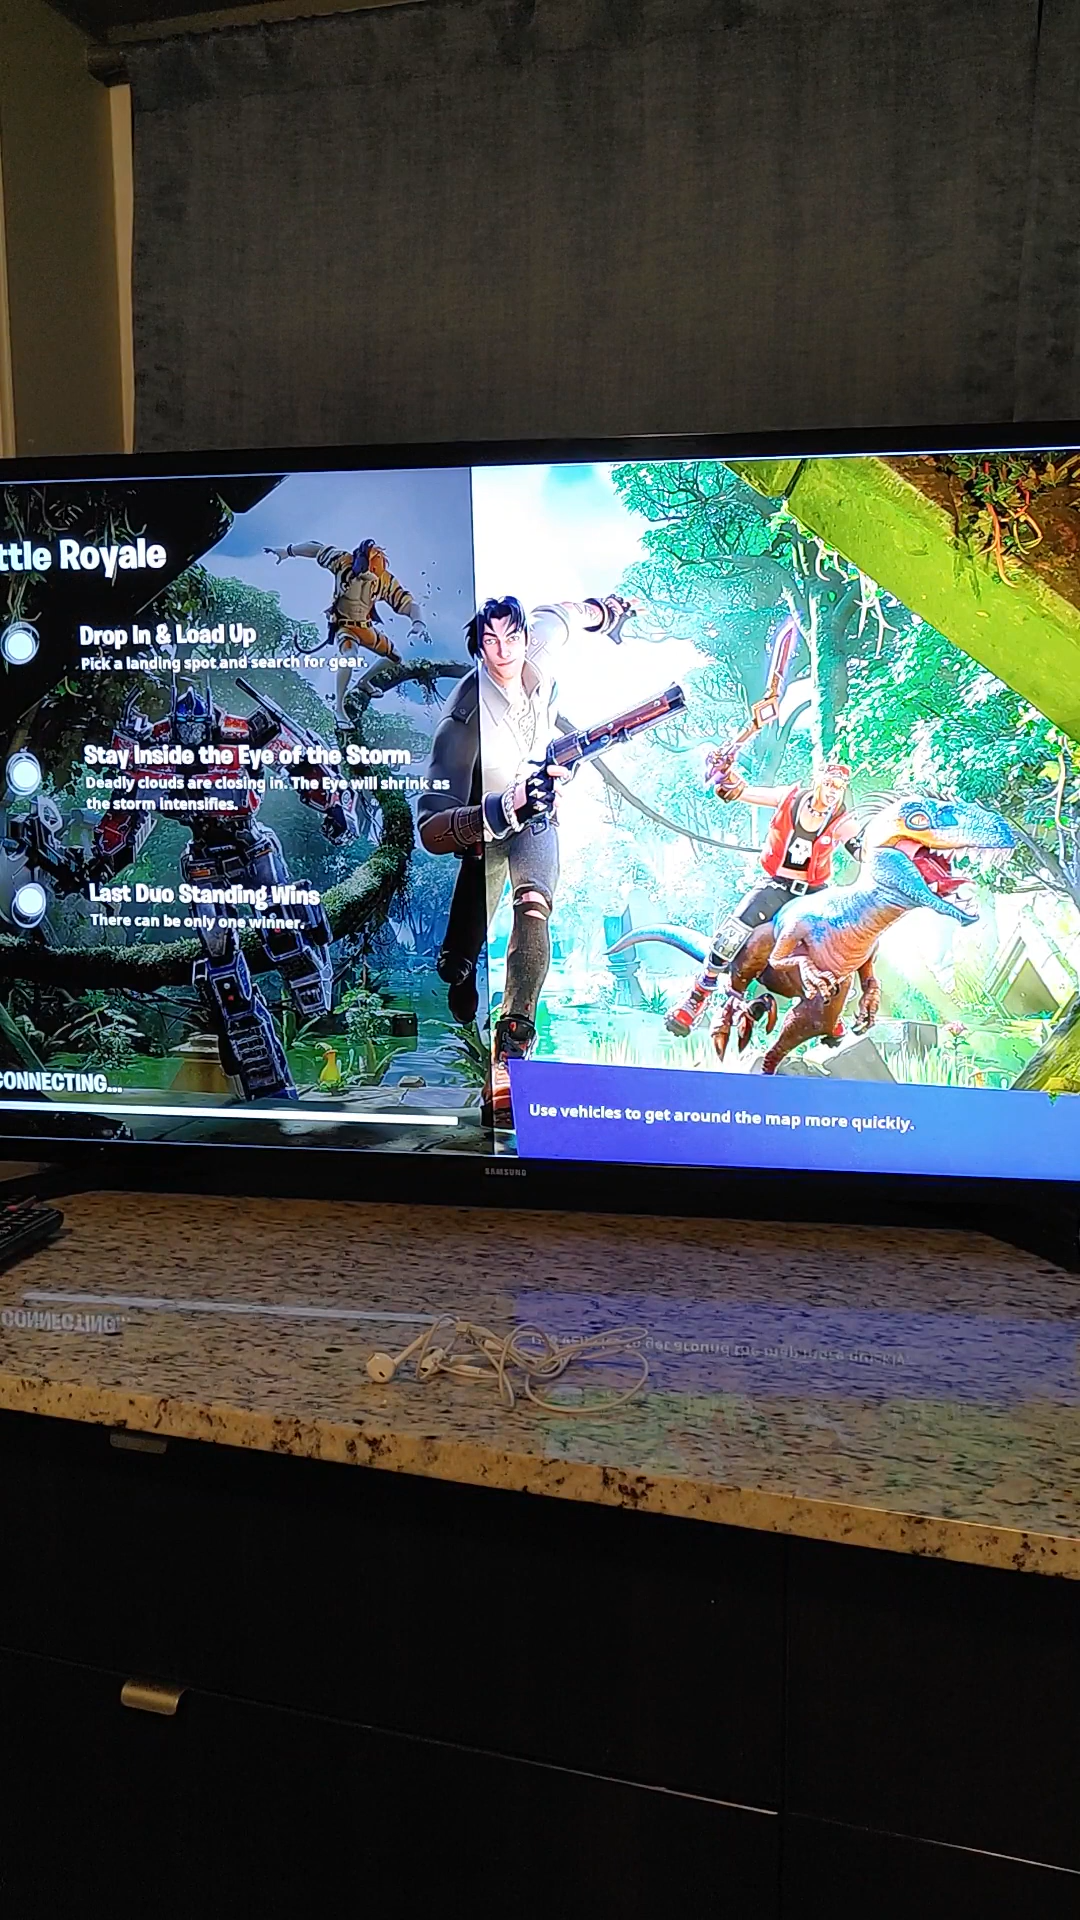 ttle Royale
Drop In & Load Up
Pick a landing spot and search for gear.
Stay Inside the Eye of the Storm
Deadly clouds are closing in. The Eye will shrink as
the storm intensifies.
Last Duo Standing Wins
There can be only one winner.
CONNECTING...
Use vehicles to get around the map more quickly.
SAMSUNG
CONNECTING...